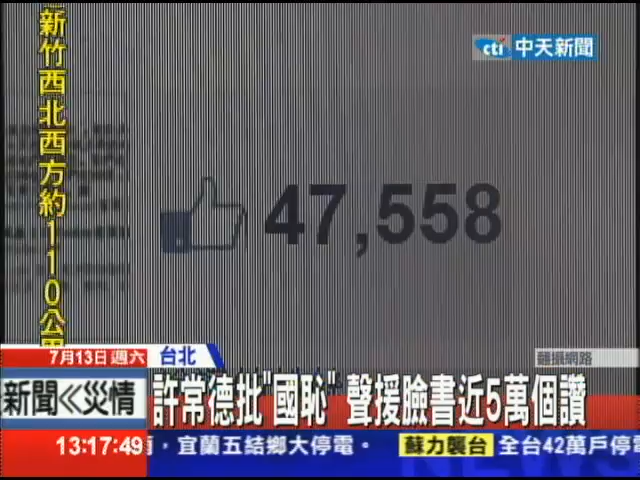 新竹西北西方約110公
cti 中天新聞
47,558
7月13日週六 台北
翻攝網路
新聞 災情
許常德批"國恥" 聲援臉書近5萬個讚
13:17:49 ，宜蘭五結鄉大停電。 蘇力襲台 全台42萬戶停電
NEWS